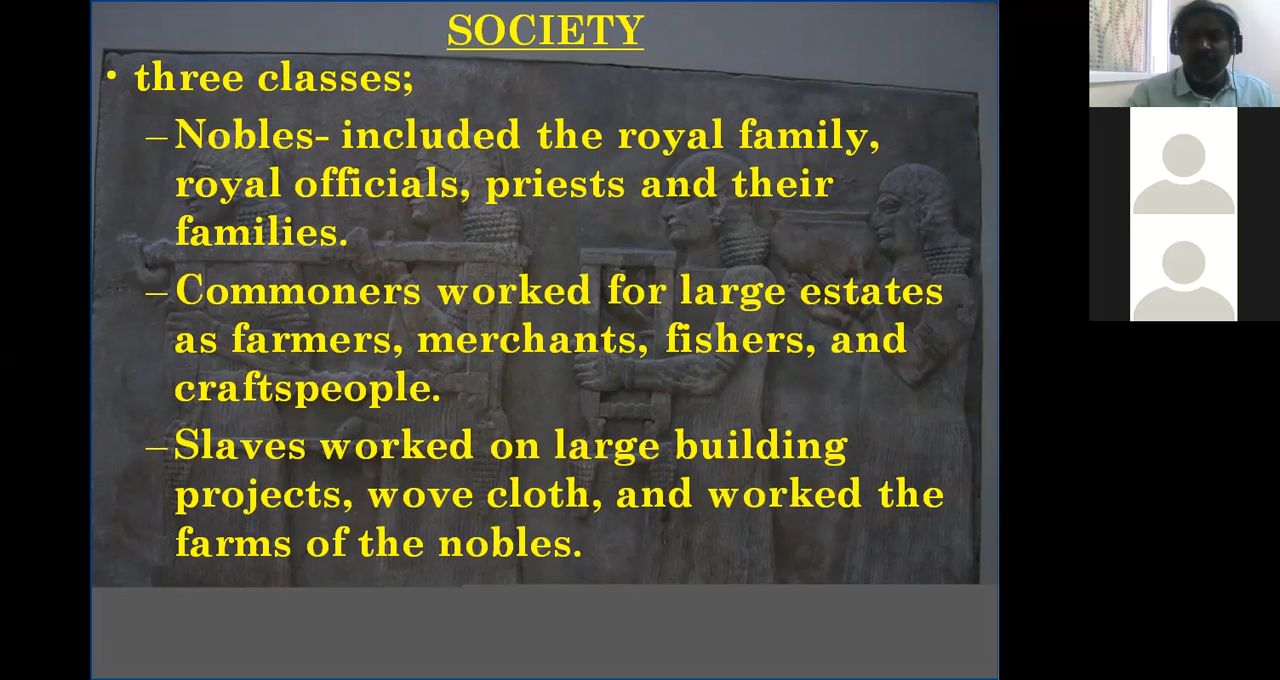 SOCIETY
• three classes;
–Nobles- included the royal family,
royal officials, priests and their
families.
–Commoners worked for large estates
as farmers, merchants, fishers, and
craftspeople.
–Slaves worked on large building
projects, wove cloth, and worked the
farms of the nobles.